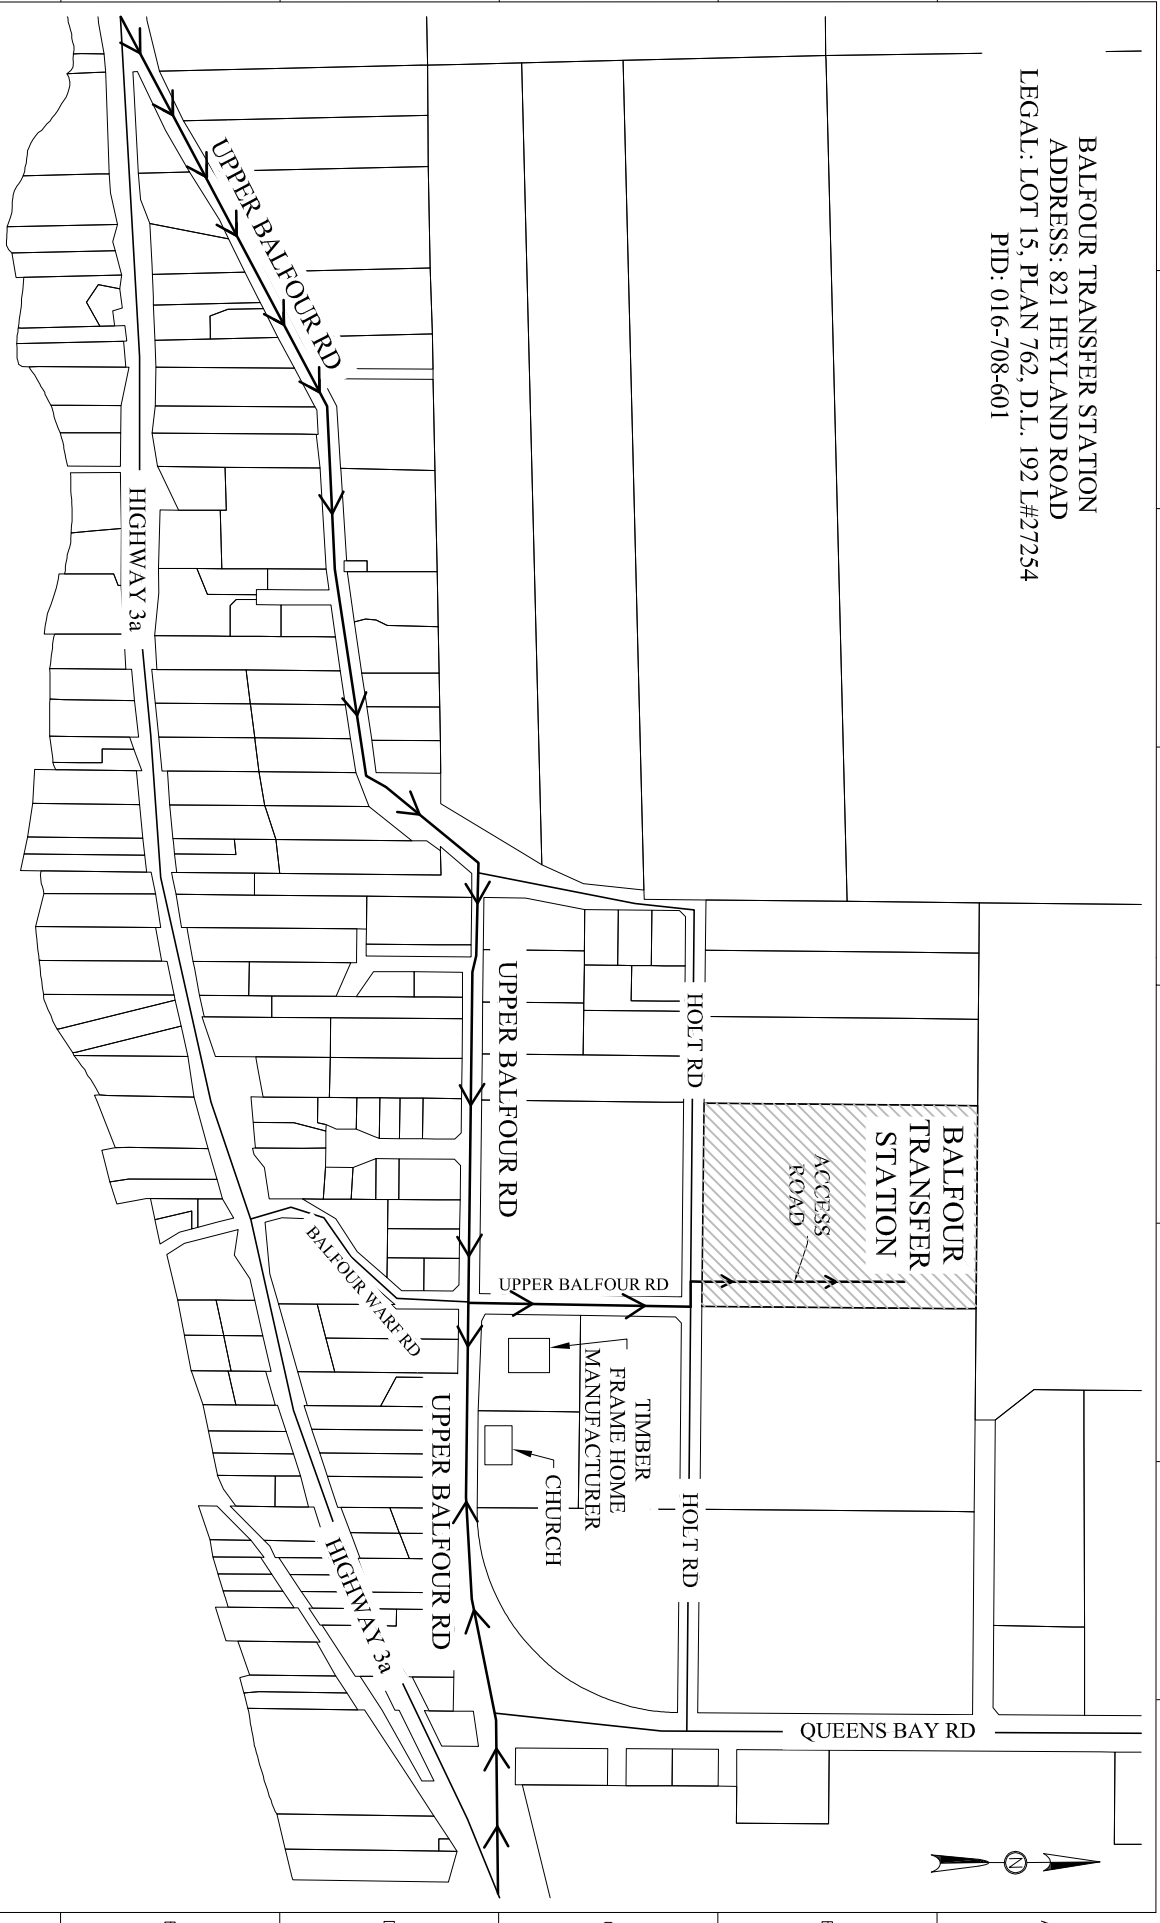 BALFOUR TRANSFER STATION
ADDRESS: 821 HEYLAND ROAD
LEGAL: LOT 15, PLAN 762, D.L. 192 L#27254
PID: 016-708-601
UPPER BALFOUR RD
HIGHWAY 3a
HOLT RD
UPPER BALFOUR RD
BALFOUR
TRANSFER
STATION
ACCESS
ROAD
UPPER BALFOUR RD
BALFOUR WARF RD
TIMBER
FRAME HOME
MANUFACTURER
CHURCH
HOLT RD
UPPER BALFOUR RD
HIGHWAY 3a
QUEENS BAY RD
N